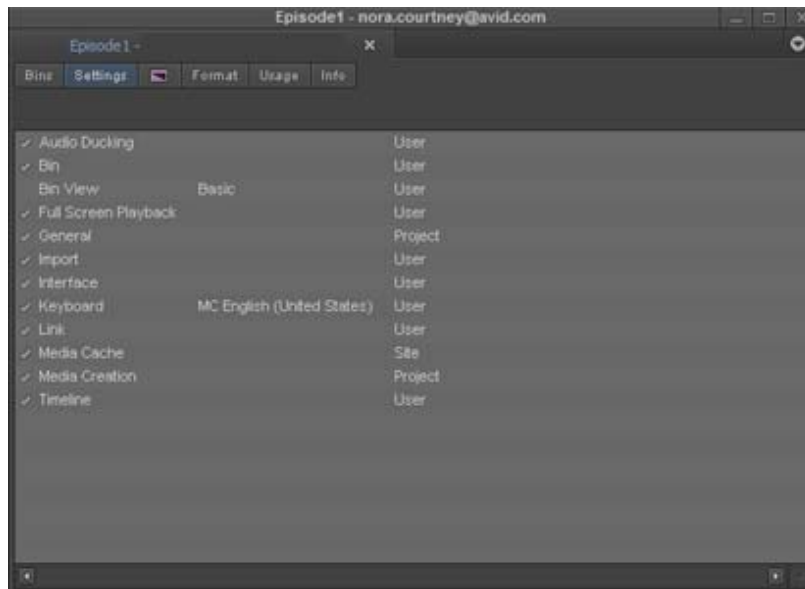 Episode1 - nora.courtney@avid.com
Episode1 -
Bins Settings Format Usage Info
Audio Ducking User
Bin User
Bin View Basic User
Full Screen Playback User
General Project
Import User
Interface User
Keyboard MC English (United States) User
Link User
Media Cache Site
Media Creation Project
Timeline User